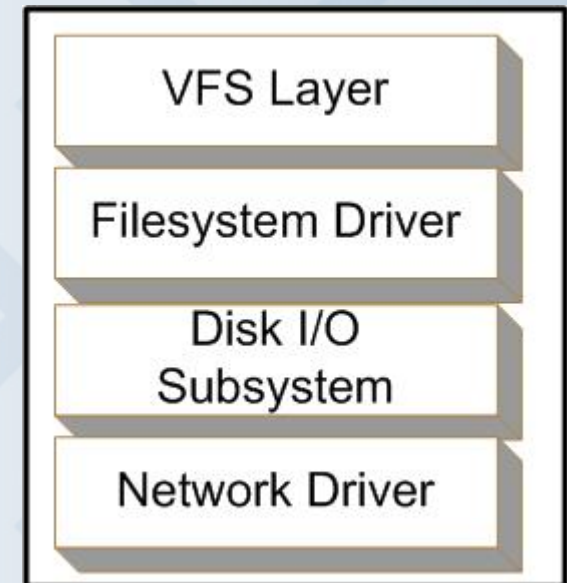 VFS Layer
Filesystem Driver
Disk I/O
Subsystem
Network Driver